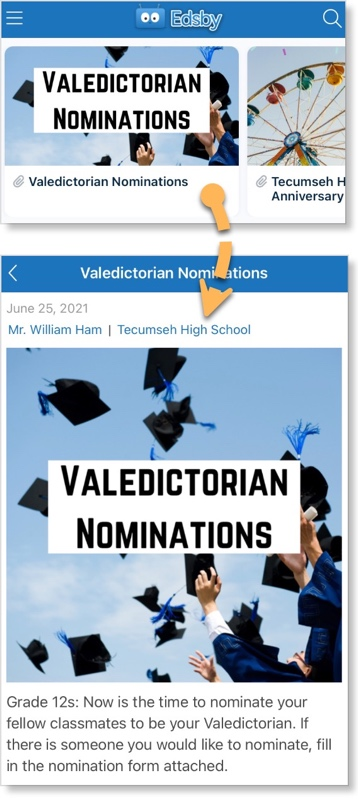 Edsby
VALEDICTORIAN
NOMINATIONS
Valedictorian Nominations
Tecumseh H
Anniversary
Valedictorian Nominations
June 25, 2021
Mr. William Ham | Tecumseh High School
VALEDICTORIAN
NOMINATIONS
Grade 12s: Now is the time to nominate your
fellow classmates to be your Valedictorian. If
there is someone you would like to nominate, fill
in the nomination form attached.